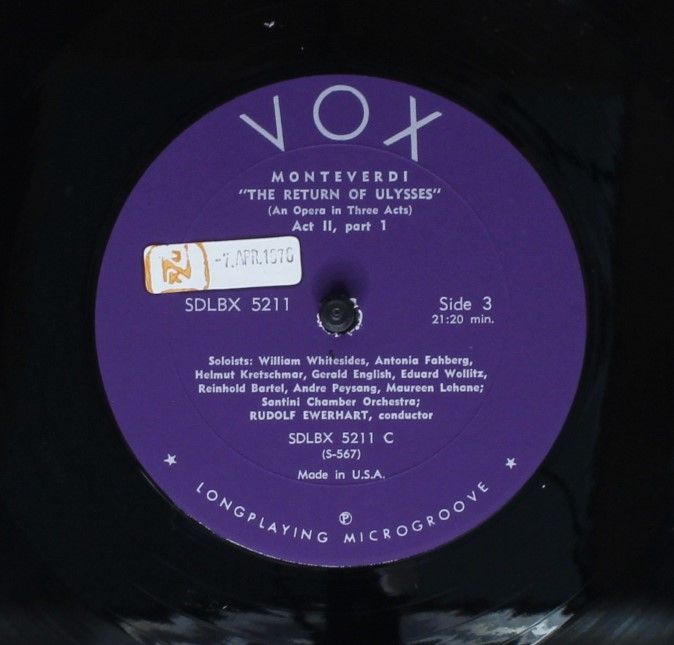 VOX
MONTEVERDI
"THE RETURN OF ULYSSES"
(An Opera in Three Acts)
Act II, part 1
-7. APR. 1978
SDLBX 5211
Side 3
21:20 min.
Soloists: William Whitesides, Antonia Fahberg,
Helmut Kretschmar, Gerald English, Eduard Wollitz,
Reinhold Bartel, Andre Peysang, Maureen Lehane;
Santini Chamber Orchestra;
RUDOLF EWERHART, conductor
SDLBX 5211 C
(S-567)
Made in U.S.A.
℗
LONGPLAYING MICROGROOVE